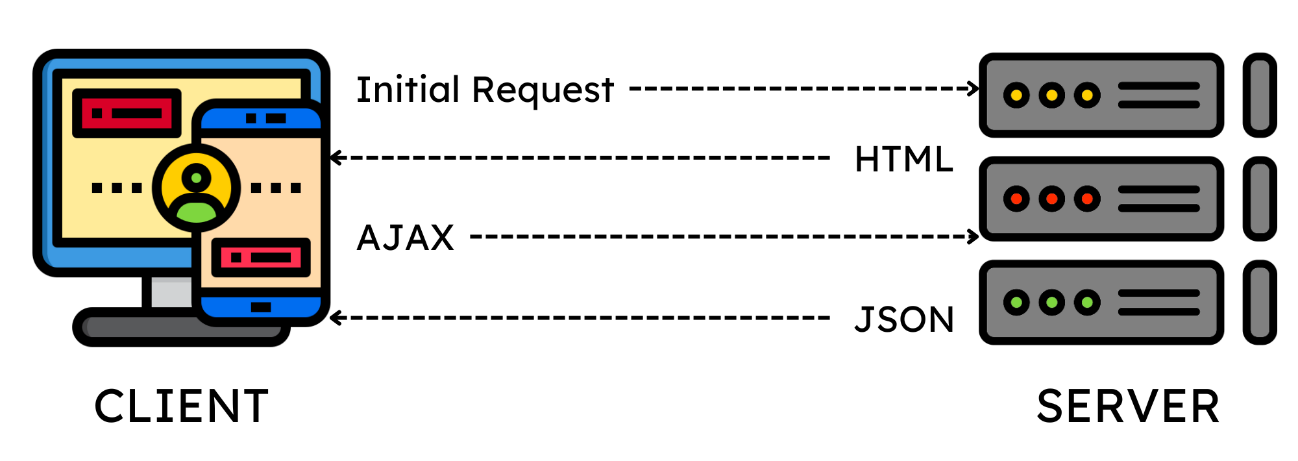 Initial Request
HTML
AJAX
JSON
CLIENT
SERVER